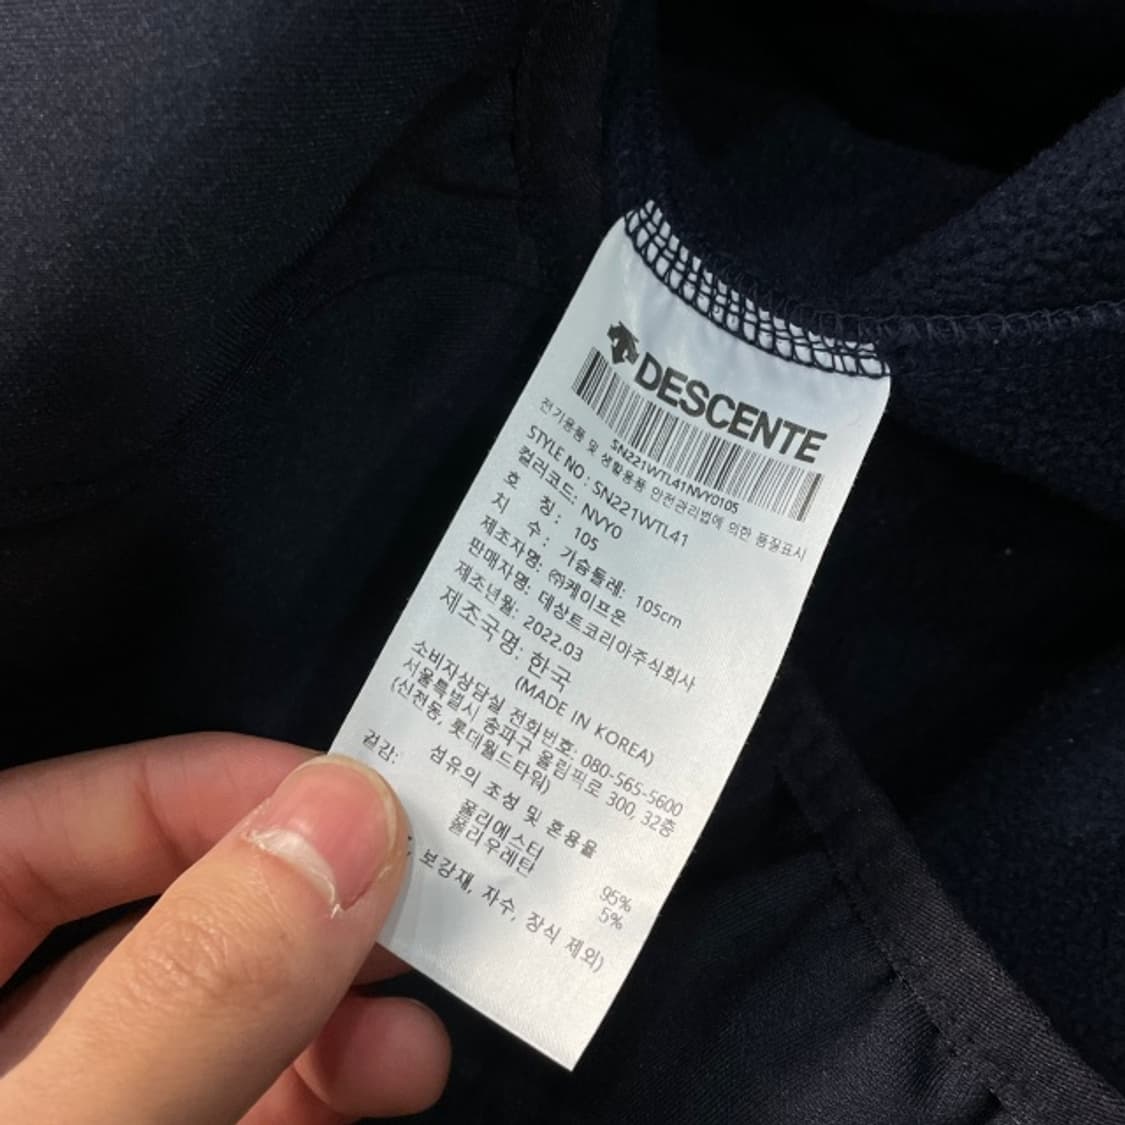 DESCENTE
SN221WTL41NVY0105
전기용품 및 생활용품 안전관리법에 의한 품질표시
STYLE NO : SN221WTL41
컬러코드: NVY0
호 칭: 105
치 수 : 가슴둘레: 105cm
제조자명: ㈜케이프온
판매자명: 데상트코리아주식회사
제조년월: 2022.03
제조국명: 한국
(MADE IN KOREA)
소비자상담실 전화번호: 080-565-5600
서울특별시 송파구 올림픽로 300, 32층
(신천동, 롯데월드타워)
섬유의 조성 및 혼용율
겉감:
폴리에스터 95%
폴리우레탄 5%
, 보강재, 자수, 장식 제외)